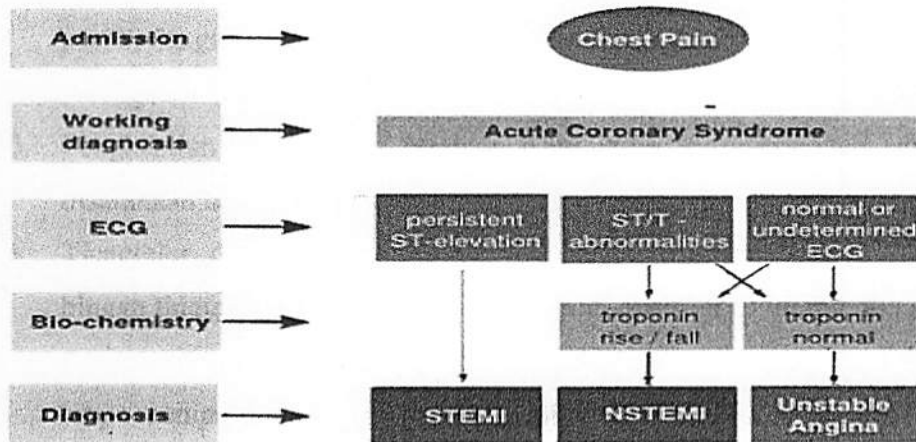 Admission
Chest Pain
Working
diagnosis
Acute Coronary Syndrome
ECG
persistent
ST-elevation
ST/T -
abnormalities
normal or
undetermined
ECG
Bio-chemistry
troponin
rise / fall
troponin
normal
Diagnosis
STEMI
NSTEMI
Unstable
Angina